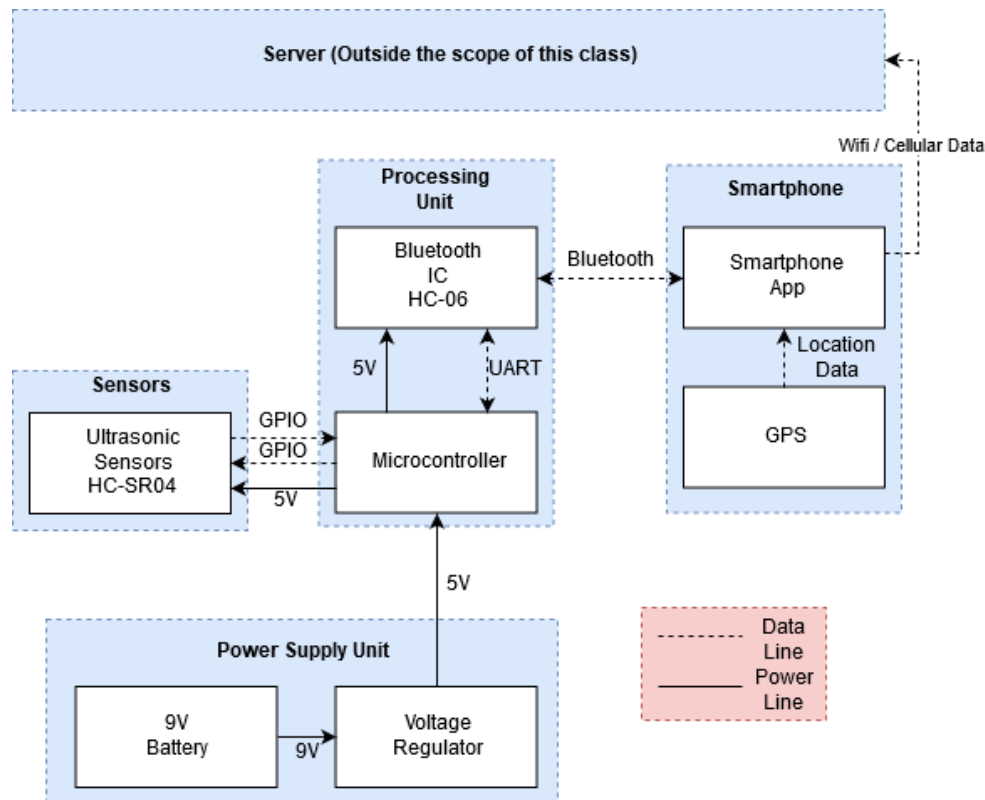 Server (Outside the scope of this class)
Wifi / Cellular Data
Processing
Unit
Smartphone
Bluetooth
IC
HC-06
Bluetooth
Smartphone
App
5V
UART
Location
Data
Sensors
Ultrasonic
Sensors
HC-SR04
GPIO
GPIO
5V
Microcontroller
GPS
5V
Power Supply Unit
9V
Battery
9V
Voltage
Regulator
Data
Line
Power
Line